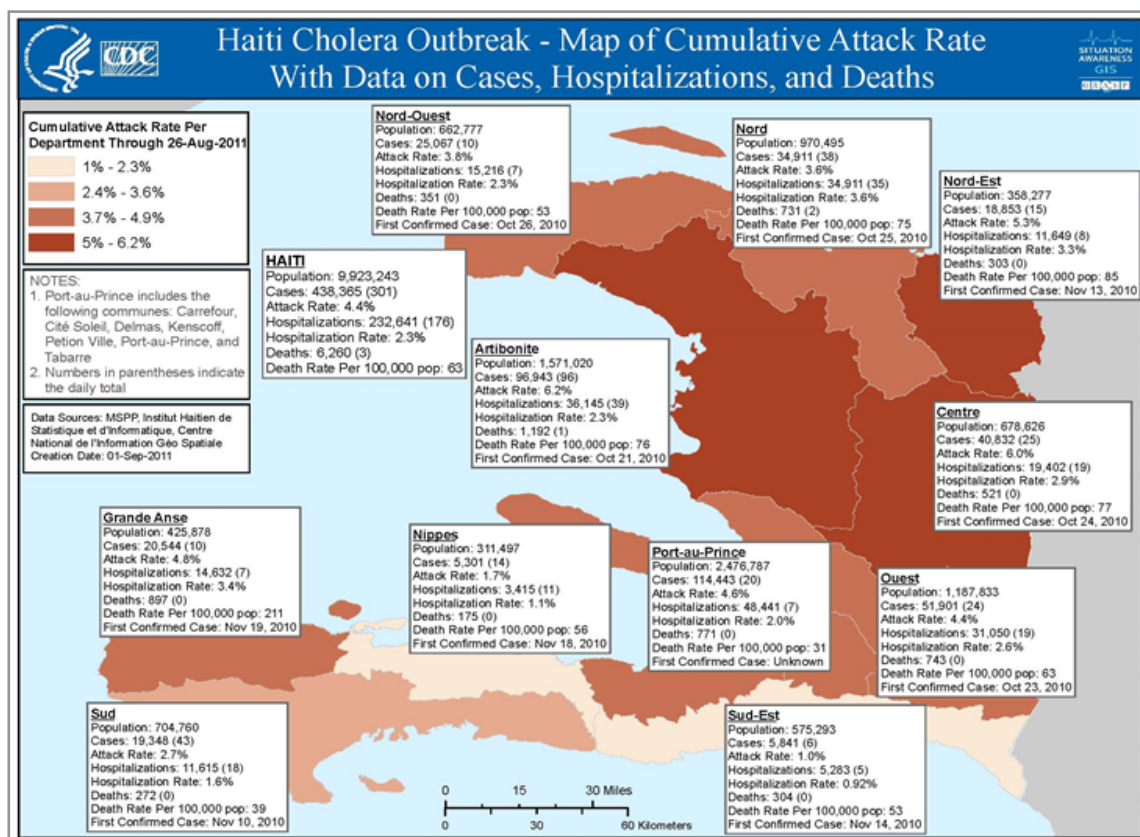 Haiti Cholera Outbreak - Map of Cumulative Attack Rate
With Data on Cases, Hospitalizations, and Deaths
CDC
SITUATION
AWARENESS
GIS
GRASP
Cumulative Attack Rate Per
Department Through 26-Aug-2011
1% - 2.3%
2.4% - 3.6%
3.7% - 4.9%
5% - 6.2%
NOTES:
1. Port-au-Prince includes the
following communes: Carrefour,
Cité Soleil, Delmas, Kenscoff,
Petion Ville, Port-au-Prince, and
Tabarre
2. Numbers in parentheses indicate
the daily total
Data Sources: MSPP, Institut Haitien de
Statistique et d'Informatique, Centre
National de l'Information Géo Spatiale
Creation Date: 01-Sep-2011
Nord-Ouest
Population: 662,777
Cases: 25,067 (10)
Attack Rate: 3.8%
Hospitalizations: 15,216 (7)
Hospitalization Rate: 2.3%
Deaths: 351 (0)
Death Rate Per 100,000 pop: 53
First Confirmed Case: Oct 26, 2010
Nord
Population: 970,495
Cases: 34,911 (38)
Attack Rate: 3.6%
Hospitalizations: 34,911 (35)
Hospitalization Rate: 3.6%
Deaths: 731 (2)
Death Rate Per 100,000 pop: 75
First Confirmed Case: Oct 25, 2010
Nord-Est
Population: 358,277
Cases: 18,853 (15)
Attack Rate: 5.3%
Hospitalizations: 11,649 (8)
Hospitalization Rate: 3.3%
Deaths: 303 (0)
Death Rate Per 100,000 pop: 85
First Confirmed Case: Nov 13, 2010
HAITI
Population: 9,923,243
Cases: 438,365 (301)
Attack Rate: 4.4%
Hospitalizations: 232,641 (176)
Hospitalization Rate: 2.3%
Deaths: 6,260 (3)
Death Rate Per 100,000 pop: 63
Artibonite
Population: 1,571,020
Cases: 96,943 (96)
Attack Rate: 6.2%
Hospitalizations: 36,145 (39)
Hospitalization Rate: 2.3%
Deaths: 1,192 (1)
Death Rate Per 100,000 pop: 76
First Confirmed Case: Oct 21, 2010
Centre
Population: 678,626
Cases: 40,832 (25)
Attack Rate: 6.0%
Hospitalizations: 19,402 (19)
Hospitalization Rate: 2.9%
Deaths: 521 (0)
Death Rate Per 100,000 pop: 77
First Confirmed Case: Oct 24, 2010
Grande Anse
Population: 425,878
Cases: 20,544 (10)
Attack Rate: 4.8%
Hospitalizations: 14,632 (7)
Hospitalization Rate: 3.4%
Deaths: 897 (0)
Death Rate Per 100,000 pop: 211
First Confirmed Case: Nov 19, 2010
Nippes
Population: 311,497
Cases: 5,301 (14)
Attack Rate: 1.7%
Hospitalizations: 3,415 (11)
Hospitalization Rate: 1.1%
Deaths: 175 (0)
Death Rate Per 100,000 pop: 56
First Confirmed Case: Nov 18, 2010
Port-au-Prince
Population: 2,476,787
Cases: 114,443 (20)
Attack Rate: 4.6%
Hospitalizations: 48,441 (7)
Hospitalization Rate: 2.0%
Deaths: 771 (0)
Death Rate Per 100,000 pop: 31
First Confirmed Case: Unknown
Ouest
Population: 1,187,833
Cases: 51,901 (24)
Attack Rate: 4.4%
Hospitalizations: 31,050 (19)
Hospitalization Rate: 2.6%
Deaths: 743 (0)
Death Rate Per 100,000 pop: 63
First Confirmed Case: Oct 23, 2010
Sud
Population: 704,760
Cases: 19,348 (43)
Attack Rate: 2.7%
Hospitalizations: 11,615 (18)
Hospitalization Rate: 1.6%
Deaths: 272 (0)
Death Rate Per 100,000 pop: 39
First Confirmed Case: Nov 10, 2010
Sud-Est
Population: 575,293
Cases: 5,841 (6)
Attack Rate: 1.0%
Hospitalizations: 5,283 (5)
Hospitalization Rate: 0.92%
Deaths: 304 (0)
Death Rate Per 100,000 pop: 53
First Confirmed Case: Nov 14, 2010
0 15 30 Miles
0 30 60 Kilometers